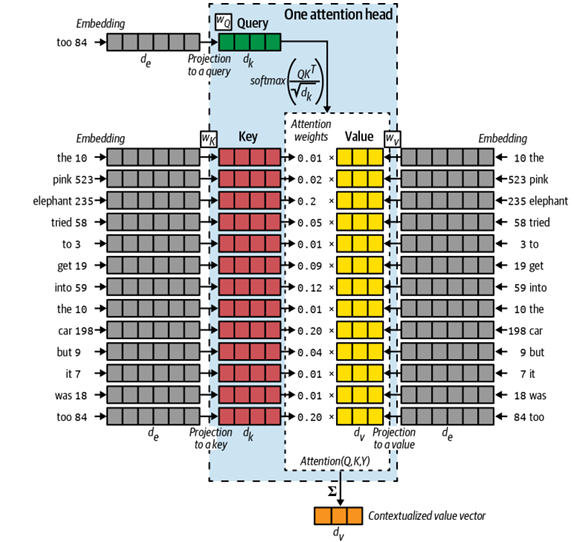 One attention head
Embedding
W_Q Query
too 84
d_e
Projection
to a query
d_k
softmax(QK^T/√d_k)
Embedding
W_K
Key
Attention
weights
Value
W_v
Embedding
the 10 0.01 × 10 the
pink 523 0.02 × 523 pink
elephant 235 0.2 × 235 elephant
tried 58 0.05 × 58 tried
to 3 0.01 × 3 to
get 19 0.09 × 19 get
into 59 0.12 × 59 into
the 10 0.01 × 10 the
car 198 0.20 × 198 car
but 9 0.04 × 9 but
it 7 0.01 × 7 it
was 18 0.01 × 18 was
too 84 0.20 × 84 too
d_e
Projection
to a key
d_k
d_v
Projection
to a value
d_e
Attention(Q,K,Y)
Σ
Contextualized value vector
d_v